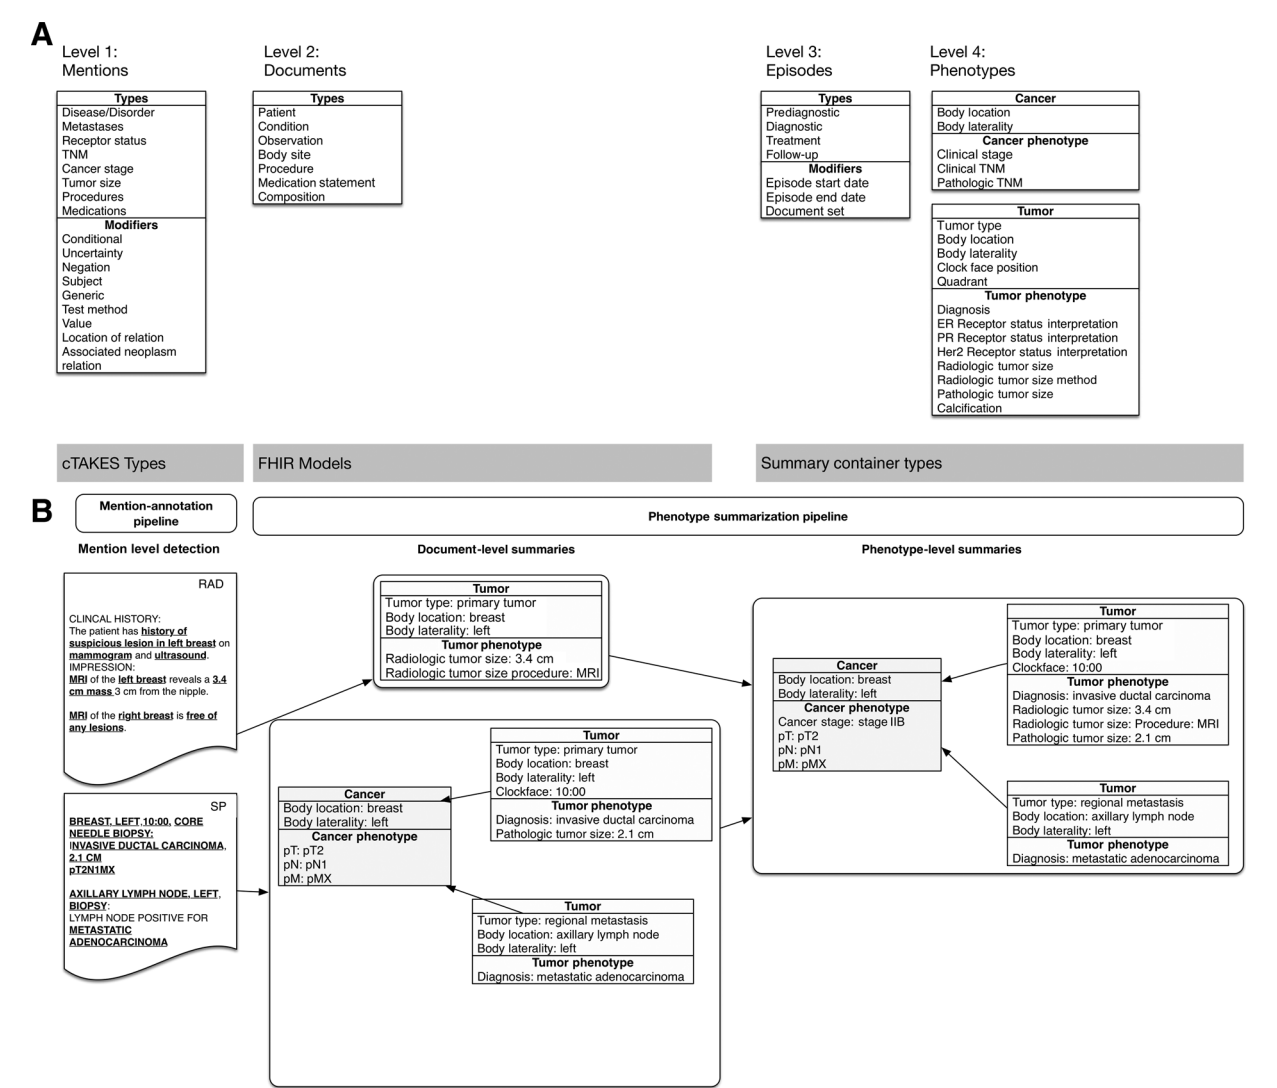 A
Level 1:
Mentions
Types
Disease/Disorder
Metastases
Receptor status
TNM
Cancer stage
Tumor size
Procedures
Medications
Modifiers
Conditional
Uncertainty
Negation
Subject
Generic
Test method
Value
Location of relation
Associated neoplasm
relation
Level 2:
Documents
Types
Patient
Condition
Observation
Body site
Procedure
Medication statement
Composition
Level 3:
Episodes
Types
Prediagnostic
Diagnostic
Treatment
Follow-up
Modifiers
Episode start date
Episode end date
Document set
Level 4:
Phenotypes
Cancer
Body location
Body laterality
Cancer phenotype
Clinical stage
Clinical TNM
Pathologic TNM
Tumor
Tumor type
Body location
Body laterality
Clock face position
Quadrant
Tumor phenotype
Diagnosis
ER Receptor status interpretation
PR Receptor status interpretation
Her2 Receptor status interpretation
Radiologic tumor size
Radiologic tumor size method
Pathologic tumor size
Calcification
cTAKES Types
FHIR Models
Summary container types
B
Mention-annotation
pipeline
Phenotype summarization pipeline
Mention level detection
Document-level summaries
Phenotype-level summaries
RAD
CLINCAL HISTORY:
The patient has history of
suspicious lesion in left breast on
mammogram and ultrasound.
IMPRESSION:
MRI of the left breast reveals a 3.4
cm mass 3 cm from the nipple.
MRI of the right breast is free of
any lesions.
SP
BREAST, LEFT,10:00, CORE
NEEDLE BIOPSY:
INVASIVE DUCTAL CARCINOMA,
2.1 CM
pT2N1MX
AXILLARY LYMPH NODE, LEFT,
BIOPSY:
LYMPH NODE POSITIVE FOR
METASTATIC
ADENOCARCINOMA
Tumor
Tumor type: primary tumor
Body location: breast
Body laterality: left
Tumor phenotype
Radiologic tumor size: 3.4 cm
Radiologic tumor size procedure: MRI
Cancer
Body location: breast
Body laterality: left
Cancer phenotype
pT: pT2
pN: pN1
pM: pMX
Tumor
Tumor type: primary tumor
Body location: breast
Body laterality: left
Clockface: 10:00
Tumor phenotype
Diagnosis: invasive ductal carcinoma
Pathologic tumor size: 2.1 cm
Tumor
Tumor type: regional metastasis
Body location: axillary lymph node
Body laterality: left
Tumor phenotype
Diagnosis: metastatic adenocarcinoma
Cancer
Body location: breast
Body laterality: left
Cancer phenotype
Cancer stage: stage IIB
pT: pT2
pN: pN1
pM: pMX
Tumor
Tumor type: primary tumor
Body location: breast
Body laterality: left
Clockface: 10:00
Tumor phenotype
Diagnosis: invasive ductal carcinoma
Radiologic tumor size: 3.4 cm
Radiologic tumor size: Procedure: MRI
Pathologic tumor size: 2.1 cm
Tumor
Tumor type: regional metastasis
Body location: axillary lymph node
Body laterality: left
Tumor phenotype
Diagnosis: metastatic adenocarcinoma